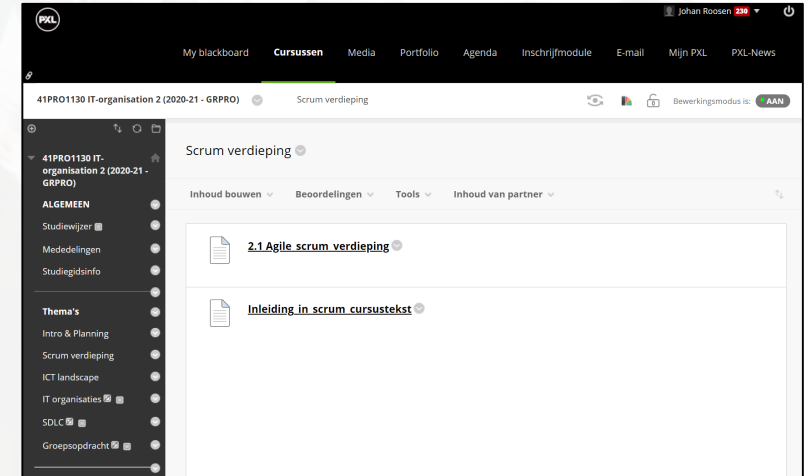 PXL
Johan Roosen 230
My blackboard Cursussen Media Portfolio Agenda Inschrijfmodule E-mail Mijn PXL PXL-News
41PRO1130 IT-organisation 2 (2020-21 - GRPRO) Scrum verdieping Bewerkingsmodus is: AAN
41PRO1130 IT-
organisation 2 (2020-21 -
GRPRO)
ALGEMEEN
Studiewijzer
Mededelingen
Studiegidsinfo
Thema's
Intro & Planning
Scrum verdieping
ICT landscape
IT organisaties
SDLC
Groepsopdracht
Scrum verdieping
Inhoud bouwen Beoordelingen Tools Inhoud van partner
2.1 Agile scrum verdieping
Inleiding in scrum cursustekst